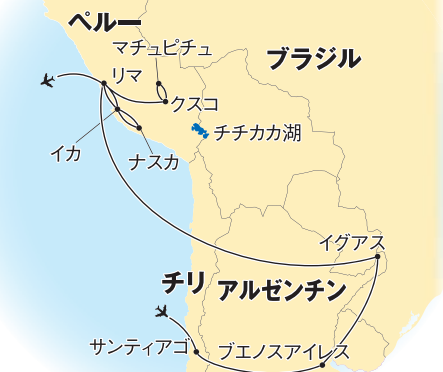 ペルー
マチュピチュ
ブラジル
リマ
クスコ
チチカカ湖
イカ
ナスカ
イグアス
チリ
アルゼンチン
サンティアゴ
ブエノスアイレス